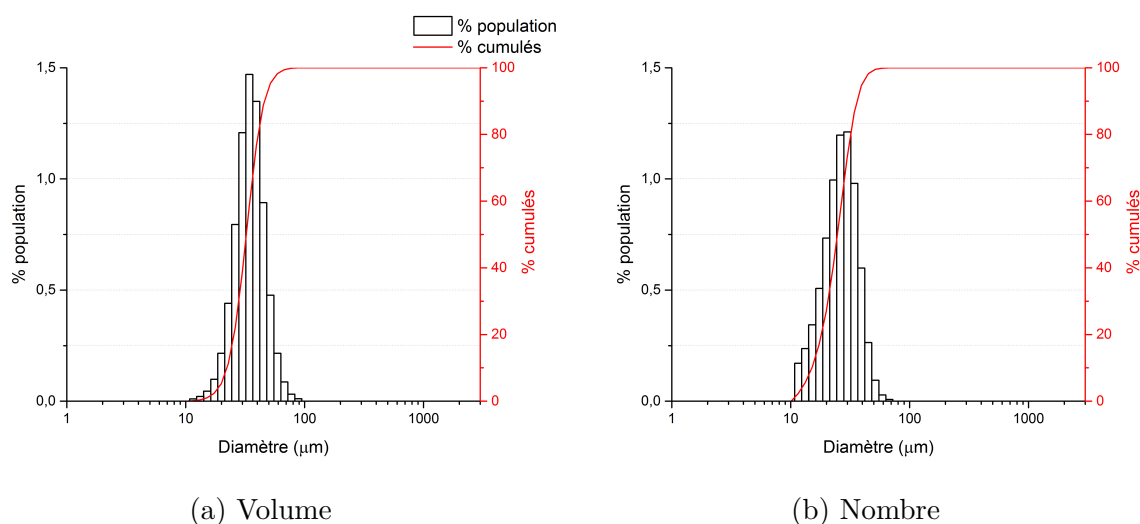 % population
% cumulés
1,5
1,0
0,5
0,0
% population
100
80
60
40
20
0
% cumulés
1
10
100
1000
Diamètre (μm)
(a) Volume
1,5
1,0
0,5
0,0
% population
100
80
60
40
20
0
% cumulés
1
10
100
1000
Diamètre (μm)
(b) Nombre